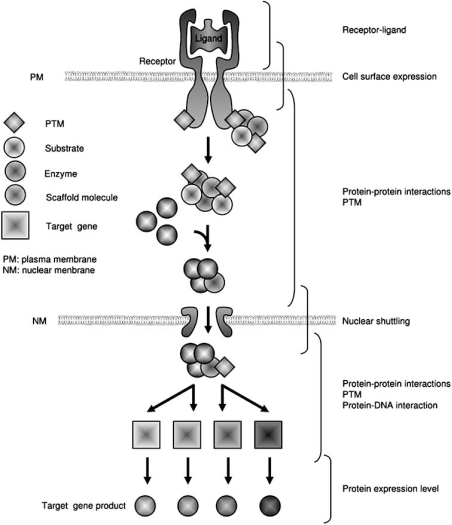 Ligand
Receptor-ligand
Receptor
PM
Cell surface expression
PTM
Substrate
Enzyme
Scaffold molecule
Target gene
Protein-protein interactions
PTM
PM: plasma membrane
NM: nuclear membrane
NM
Nuclear shuttling
Protein-protein interactions
PTM
Protein-DNA interaction
Protein expression level
Target gene product